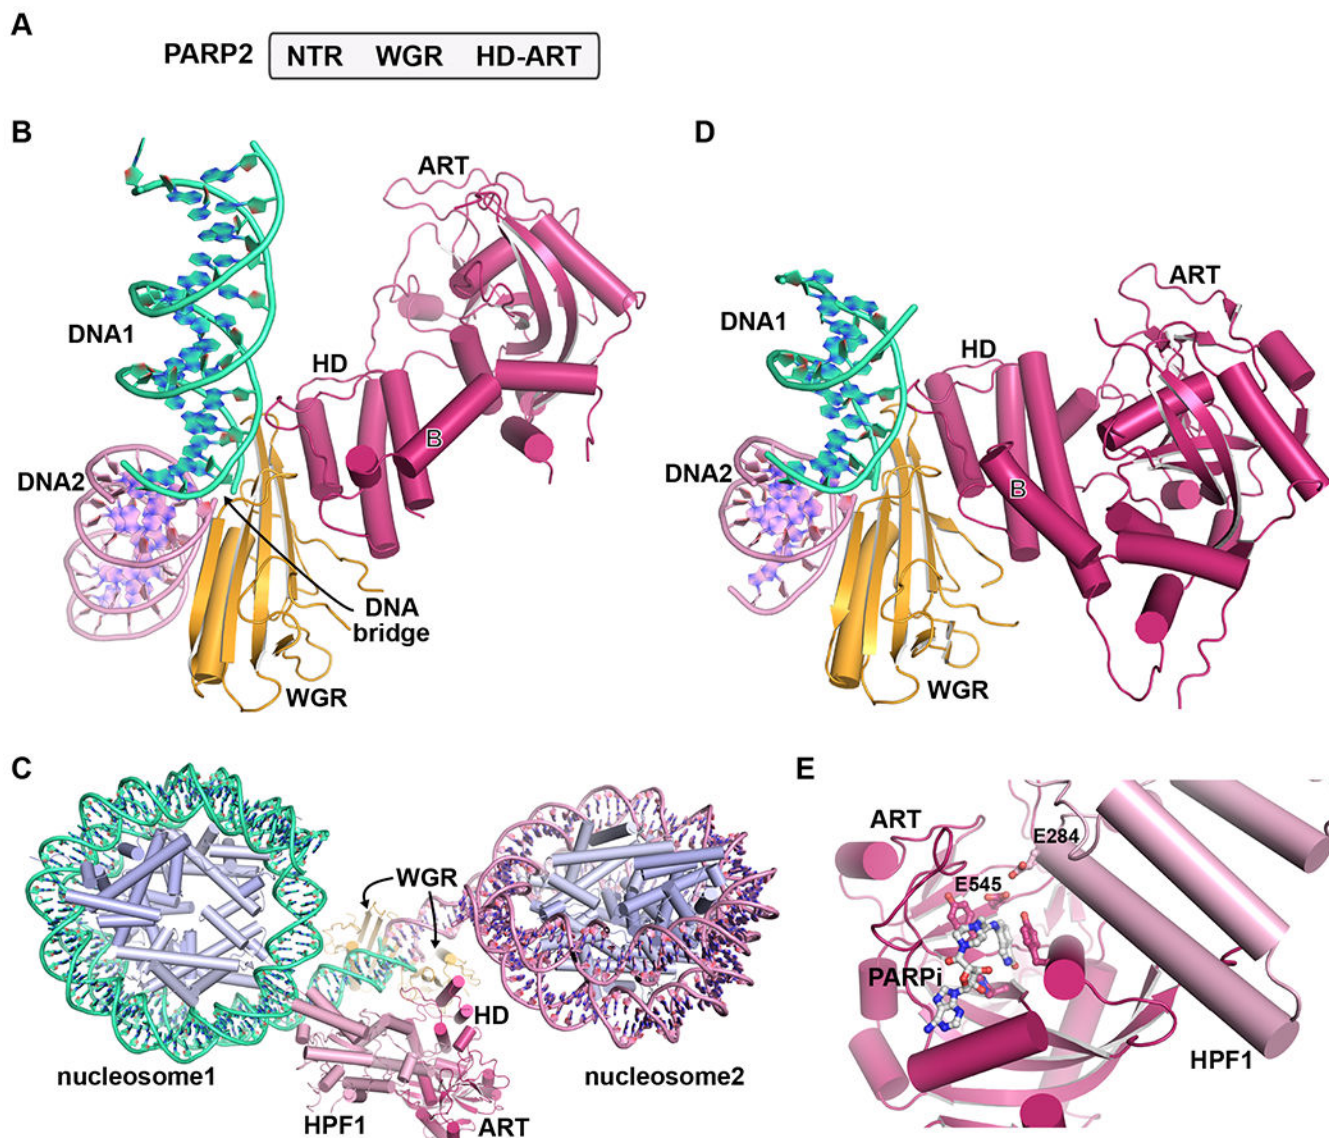 A
PARP2 NTR WGR HD-ART
B
ART
DNA1
HD
B
DNA2
DNA
bridge
WGR
D
ART
DNA1
HD
DNA2
B
WGR
C
WGR
HD
nucleosome1
nucleosome2
HPF1
ART
E
ART
E284
E545
PARPi
HPF1